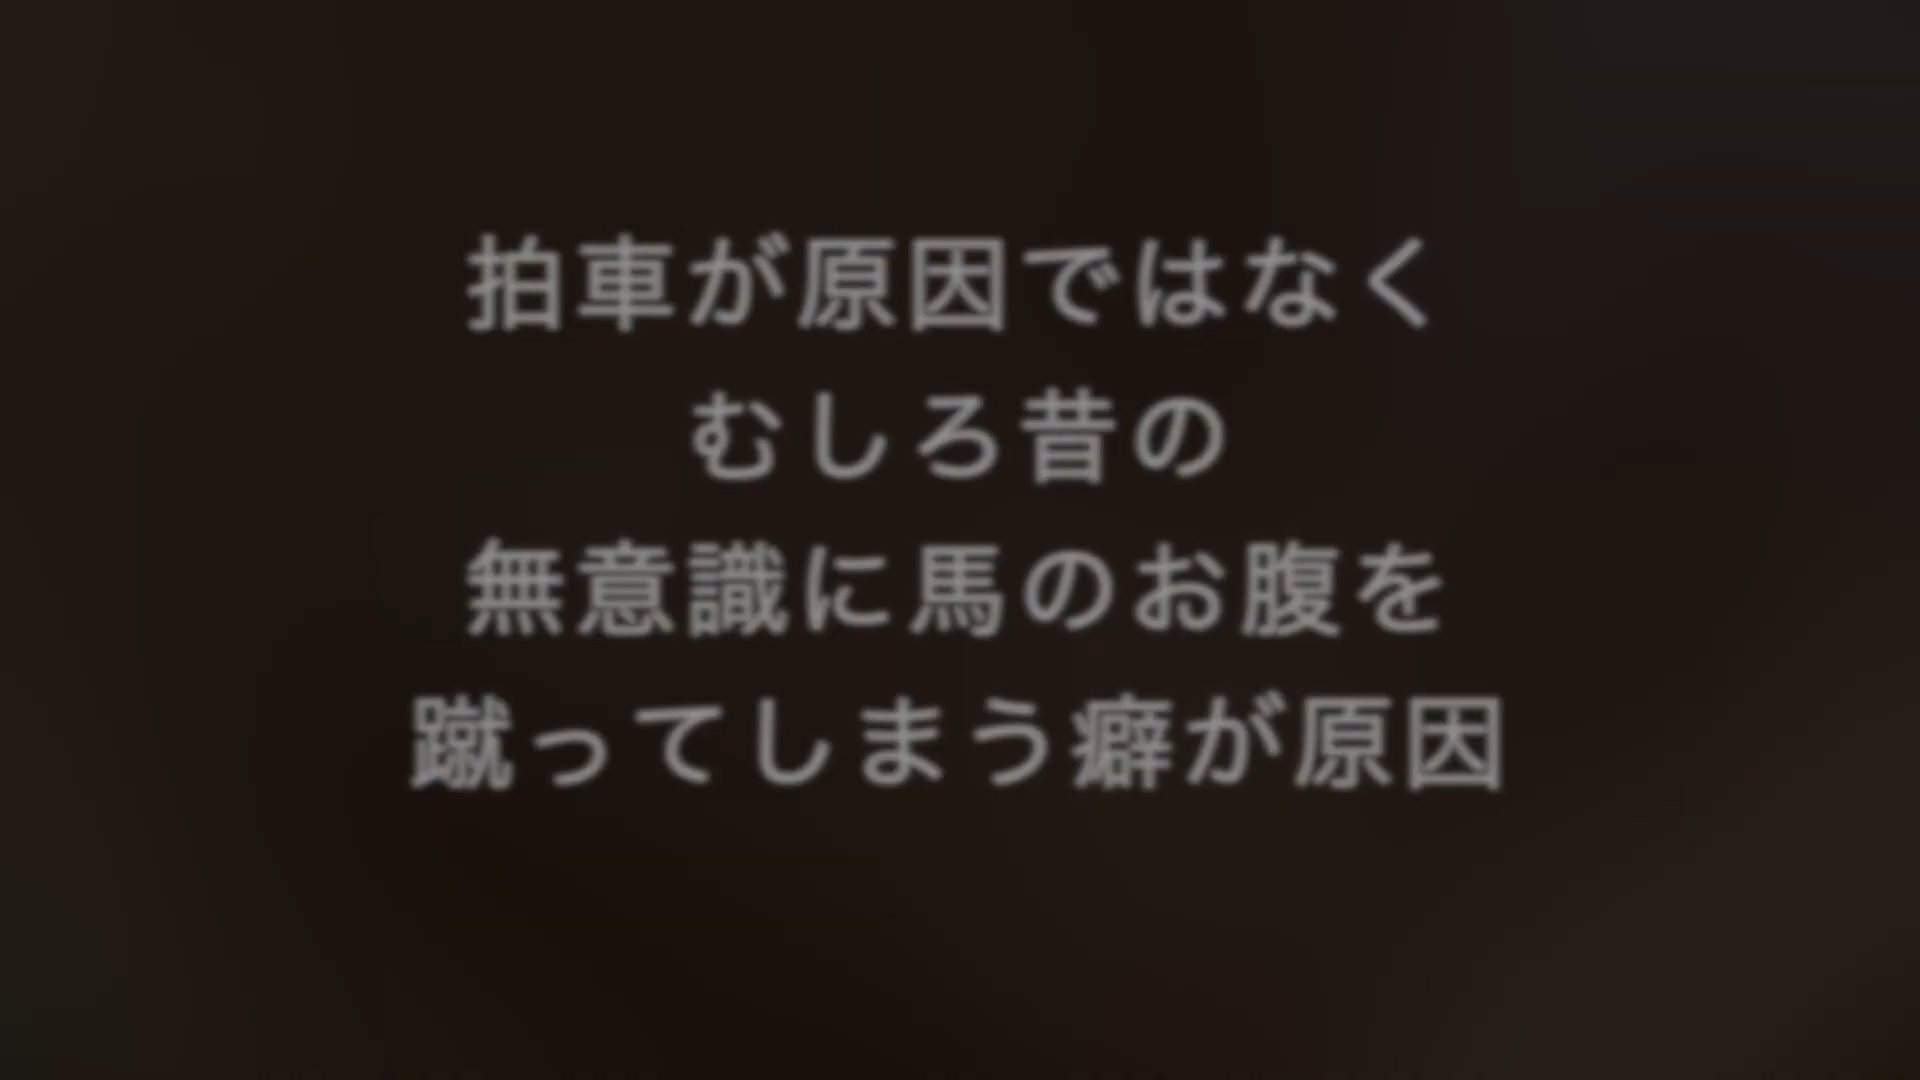 拍車が原因ではなく
むしろ昔の
無意識に馬のお腹を
蹴ってしまう癖が原因